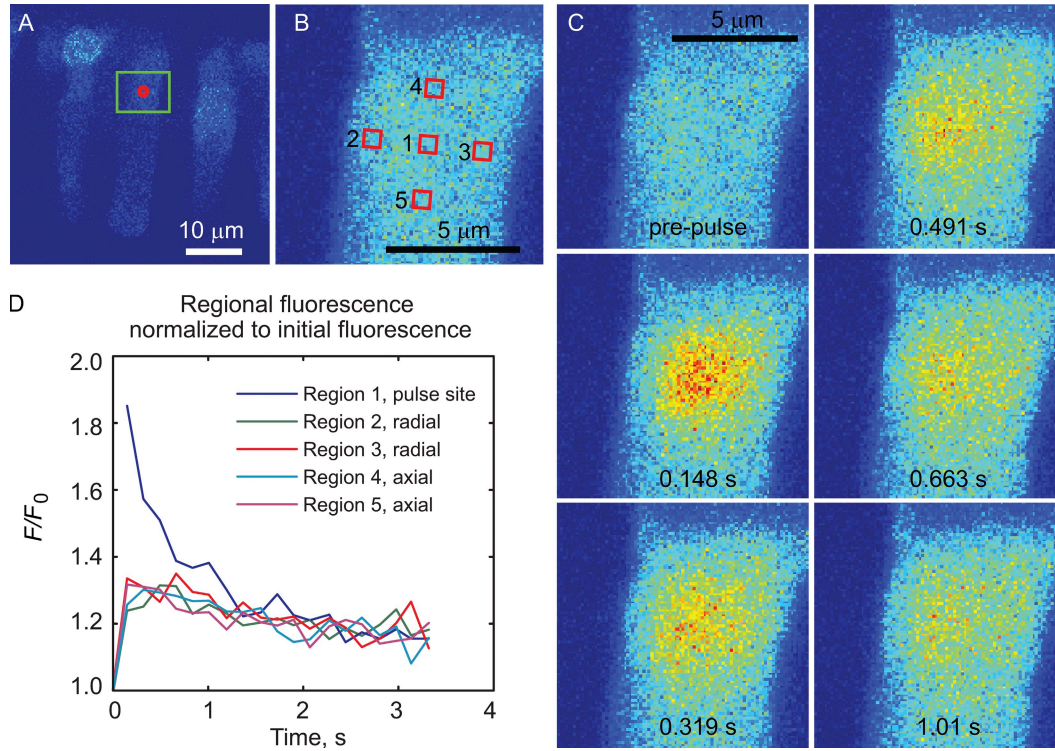 A
10 μm
B
4
2
1
3
5
5 μm
C
5 μm
pre-pulse
0.491 s
0.148 s
0.663 s
0.319 s
1.01 s
D
Regional fluorescence
normalized to initial fluorescence
2.0
1.8
1.6
1.4
1.2
1.0
F/F0
Region 1, pulse site
Region 2, radial
Region 3, radial
Region 4, axial
Region 5, axial
0
1
2
3
4
Time, s